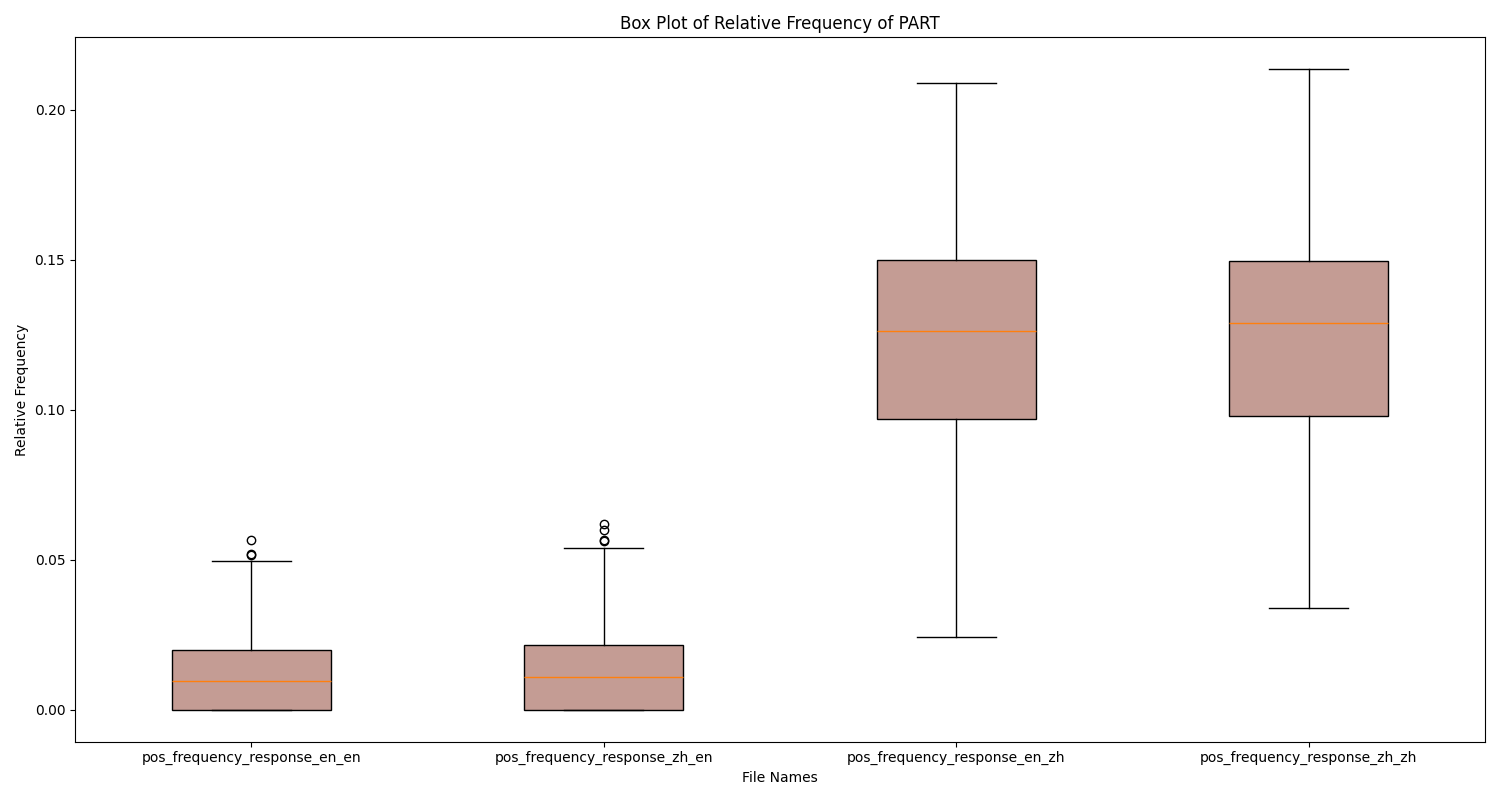 Box Plot of Relative Frequency of PART
Relative Frequency
0.20
0.15
0.10
0.05
0.00
pos_frequency_response_en_en
pos_frequency_response_zh_en
pos_frequency_response_en_zh
pos_frequency_response_zh_zh
File Names